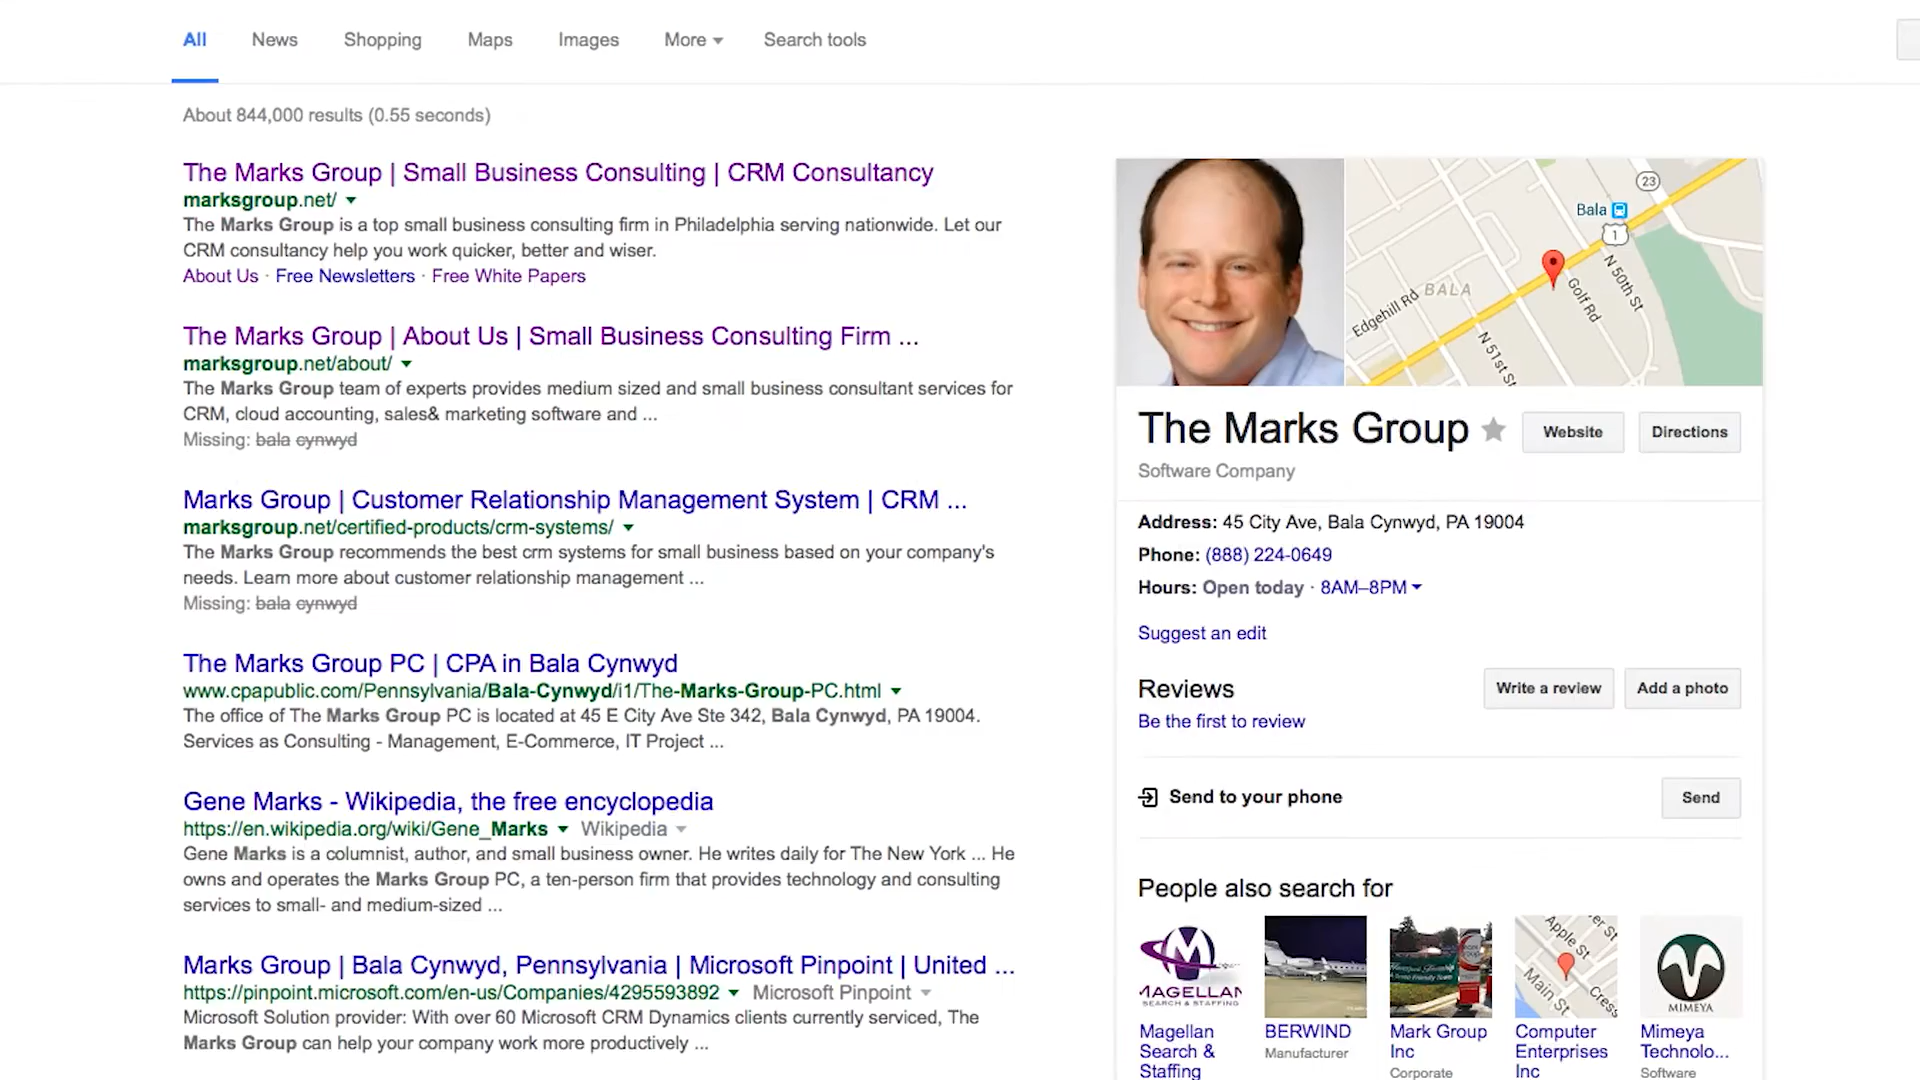 All News Shopping Maps Images More Search tools
About 844,000 results (0.55 seconds)
The Marks Group | Small Business Consulting | CRM Consultancy
marksgroup.net/
The Marks Group is a top small business consulting firm in Philadelphia serving nationwide. Let our
CRM consultancy help you work quicker, better and wiser.
About Us · Free Newsletters · Free White Papers
The Marks Group | About Us | Small Business Consulting Firm ...
marksgroup.net/about/
The Marks Group team of experts provides medium sized and small business consultant services for
CRM, cloud accounting, sales& marketing software and ...
Missing: bala cynwyd
Marks Group | Customer Relationship Management System | CRM ...
marksgroup.net/certified-products/crm-systems/
The Marks Group recommends the best crm systems for small business based on your company's
needs. Learn more about customer relationship management ...
Missing: bala cynwyd
The Marks Group PC | CPA in Bala Cynwyd
www.cpapublic.com/Pennsylvania/Bala-Cynwyd/i1/The-Marks-Group-PC.html
The office of The Marks Group PC is located at 45 E City Ave Ste 342, Bala Cynwyd, PA 19004.
Services as Consulting - Management, E-Commerce, IT Project ...
Gene Marks - Wikipedia, the free encyclopedia
https://en.wikipedia.org/wiki/Gene_Marks Wikipedia
Gene Marks is a columnist, author, and small business owner. He writes daily for The New York ... He
owns and operates the Marks Group PC, a ten-person firm that provides technology and consulting
services to small- and medium-sized ...
Marks Group | Bala Cynwyd, Pennsylvania | Microsoft Pinpoint | United ...
https://pinpoint.microsoft.com/en-us/Companies/4295593892 Microsoft Pinpoint
Microsoft Solution provider: With over 60 Microsoft CRM Dynamics clients currently serviced, The
Marks Group can help your company work more productively ...
23
Bala
1
BALA
Edgehill Rd
N 50th St
Golf Rd
N 51st St
The Marks Group
Website
Directions
Software Company
Address: 45 City Ave, Bala Cynwyd, PA 19004
Phone: (888) 224-0649
Hours: Open today · 8AM–8PM
Suggest an edit
Reviews
Write a review
Add a photo
Be the first to review
Send to your phone
Send
People also search for
MAGELLAN
SEARCH & STAFFING
Apple St
Main St
MIMEYA
Magellan
Search &
Staffing
BERWIND
Manufacturer
Mark Group
Inc
Corporate
Computer
Enterprises
Inc
Mimeya
Technolo...
Software